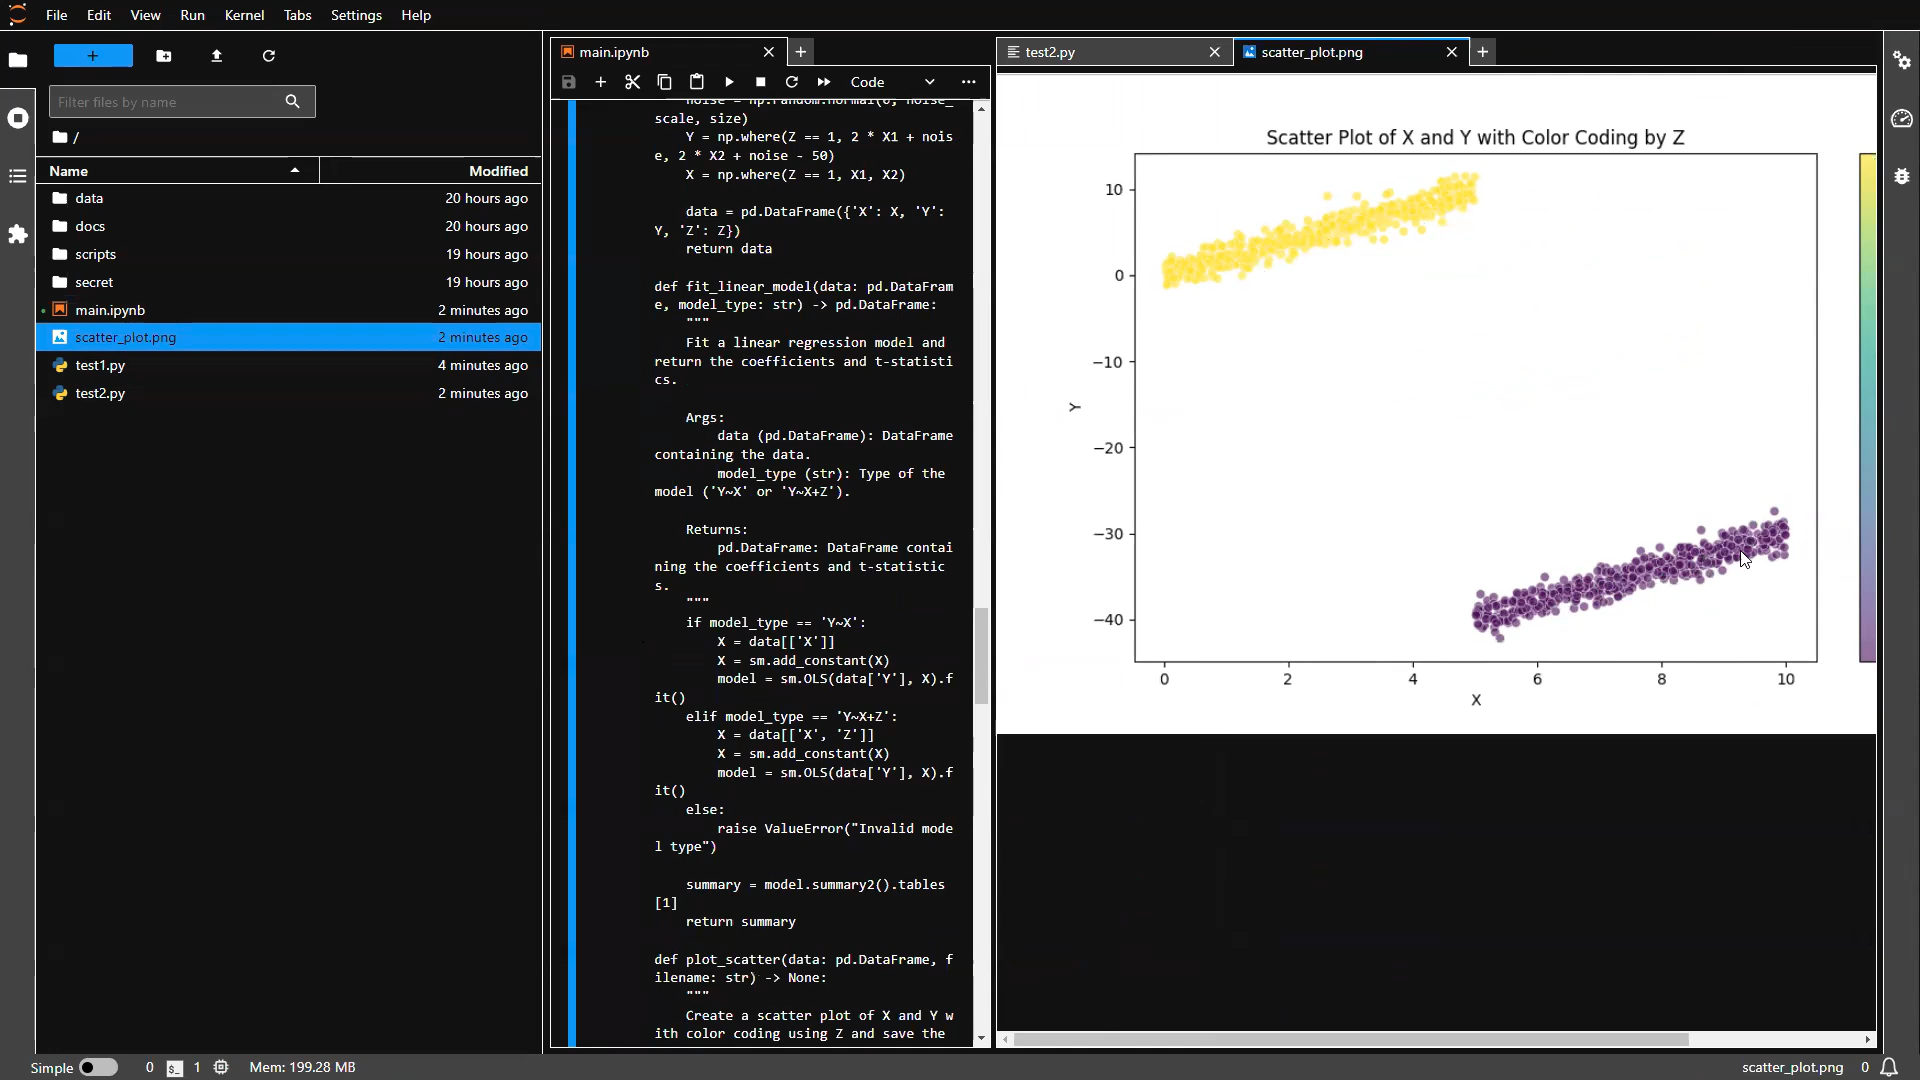 File Edit View Run Kernel Tabs Settings Help
Filter files by name
/
Name Modified
data 20 hours ago
docs 20 hours ago
scripts 19 hours ago
secret 19 hours ago
main.ipynb 2 minutes ago
scatter_plot.png 2 minutes ago
test1.py 4 minutes ago
test2.py 2 minutes ago
main.ipynb
Code
noise = np.random.normal(0, noise_
scale, size)
Y = np.where(Z == 1, 2 * X1 + nois
e, 2 * X2 + noise - 50)
X = np.where(Z == 1, X1, X2)
data = pd.DataFrame({'X': X, 'Y':
Y, 'Z': Z})
return data
def fit_linear_model(data: pd.DataFram
e, model_type: str) -> pd.DataFrame:
"""
Fit a linear regression model and
return the coefficients and t-statisti
cs.
Args:
data (pd.DataFrame): DataFrame
containing the data.
model_type (str): Type of the
model ('Y~X' or 'Y~X+Z').
Returns:
pd.DataFrame: DataFrame contai
ning the coefficients and t-statistic
s.
"""
if model_type == 'Y~X':
X = data[['X']]
X = sm.add_constant(X)
model = sm.OLS(data['Y'], X).f
it()
elif model_type == 'Y~X+Z':
X = data[['X', 'Z']]
X = sm.add_constant(X)
model = sm.OLS(data['Y'], X).f
it()
else:
raise ValueError("Invalid mode
l type")
summary = model.summary2().tables
[1]
return summary
def plot_scatter(data: pd.DataFrame, f
ilename: str) -> None:
"""
Create a scatter plot of X and Y w
ith color coding using Z and save the
test2.py scatter_plot.png
Scatter Plot of X and Y with Color Coding by Z
10
0
−10
−20
−30
−40
Y
0 2 4 6 8 10
X
Simple 0 $_ 1 Mem: 199.28 MB
scatter_plot.png 0